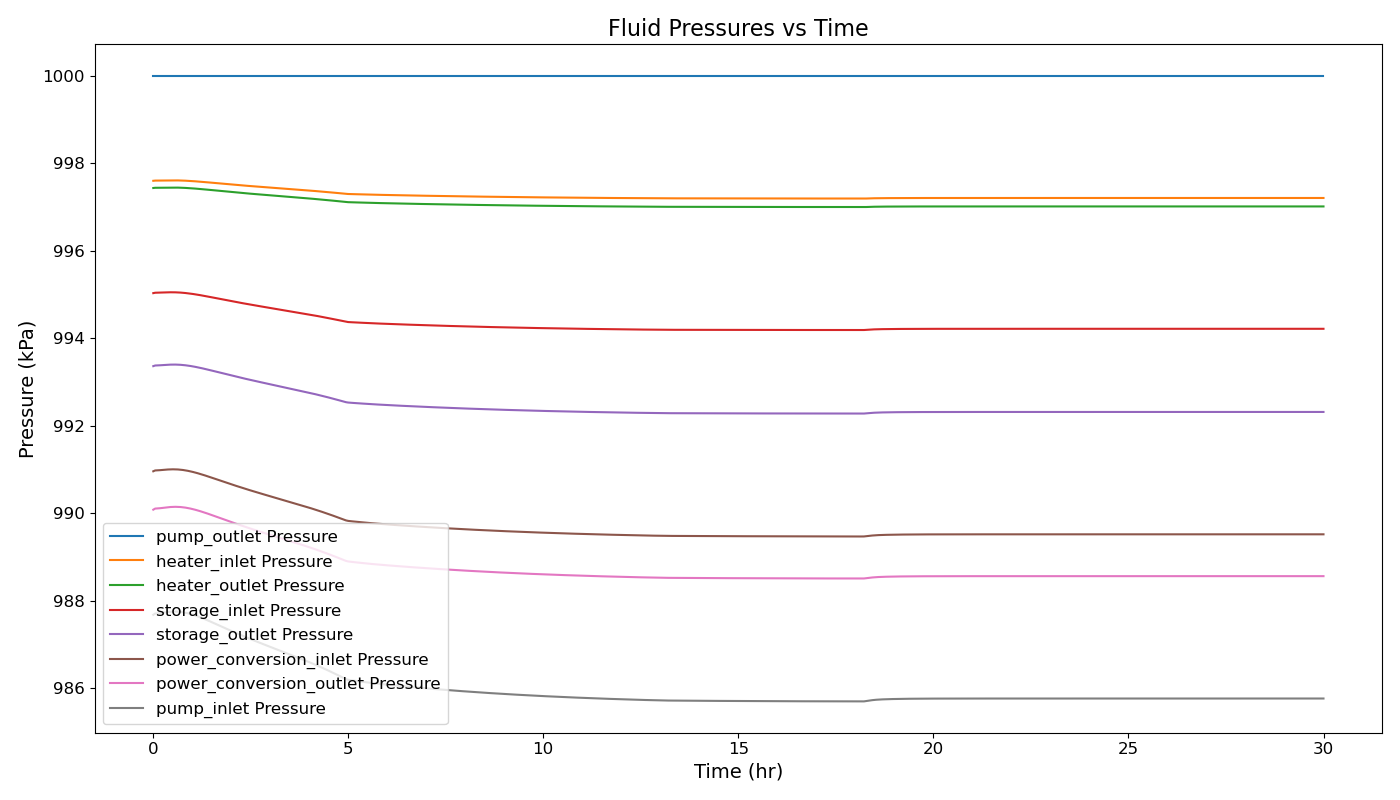 Fluid Pressures vs Time
Pressure (kPa)
1000
998
996
994
992
990
988
986
pump_outlet Pressure
heater_inlet Pressure
heater_outlet Pressure
storage_inlet Pressure
storage_outlet Pressure
power_conversion_inlet Pressure
power_conversion_outlet Pressure
pump_inlet Pressure
0 5 10 15 20 25 30
Time (hr)